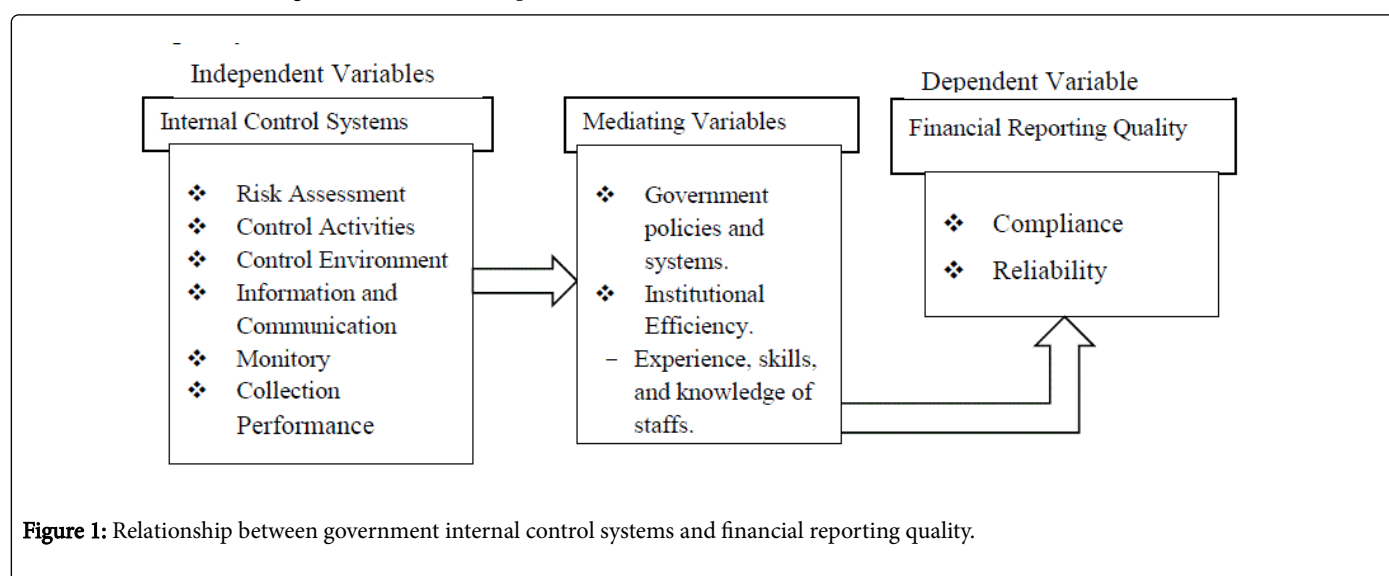 Independent Variables
Internal Control Systems
❖ Risk Assessment
❖ Control Activities
❖ Control Environment
❖ Information and
Communication
❖ Monitory
❖ Collection
Performance
Mediating Variables
❖ Government
policies and
systems.
❖ Institutional
Efficiency.
– Experience, skills,
and knowledge of
staffs.
Dependent Variable
Financial Reporting Quality
❖ Compliance
❖ Reliability
Figure 1: Relationship between government internal control systems and financial reporting quality.